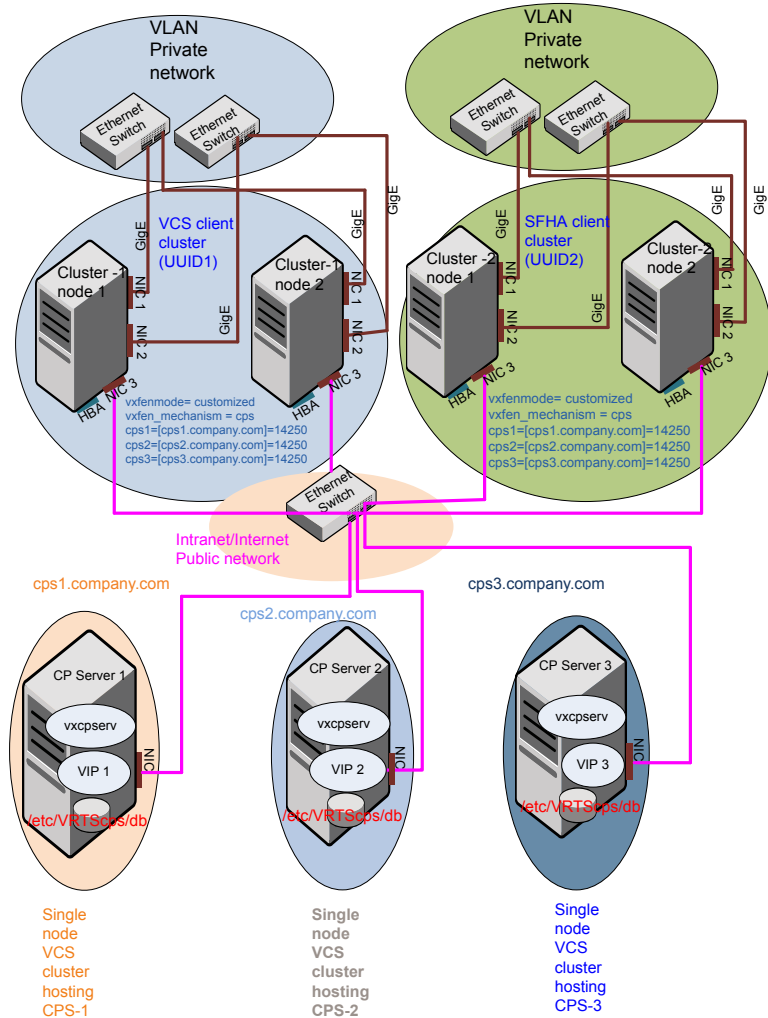 VLAN
Private
network
Ethernet
Switch
Ethernet
Switch
GigE
GigE
GigE
GigE
VCS client
cluster
(UUID1)
Cluster -1
node 1
NIC 1
NIC 2
NIC 3
HBA
Cluster-1
node 2
NIC 1
NIC 2
NIC 3
HBA
vxfenmode= customized
vxfen_mechanism = cps
cps1=[cps1.company.com]=14250
cps2=[cps2.company.com]=14250
cps3=[cps3.company.com]=14250
VLAN
Private
network
Ethernet
Switch
Ethernet
Switch
GigE
GigE
GigE
GigE
SFHA client
cluster
(UUID2)
Cluster -2
node 1
NIC 1
NIC 2
NIC 3
HBA
Cluster-2
node 2
NIC 1
NIC 2
NIC 3
HBA
vxfenmode= customized
vxfen_mechanism = cps
cps1=[cps1.company.com]=14250
cps2=[cps2.company.com]=14250
cps3=[cps3.company.com]=14250
Ethernet
Switch
Intranet/Internet
Public network
cps1.company.com
CP Server 1
vxcpserv
VIP 1
NIC
/etc/VRTScps/db
Single
node
VCS
cluster
hosting
CPS-1
cps2.company.com
CP Server 2
vxcpserv
VIP 2
NIC
/etc/VRTScps/db
Single
node
VCS
cluster
hosting
CPS-2
cps3.company.com
CP Server 3
vxcpserv
VIP 3
NIC
/etc/VRTScps/db
Single
node
VCS
cluster
hosting
CPS-3